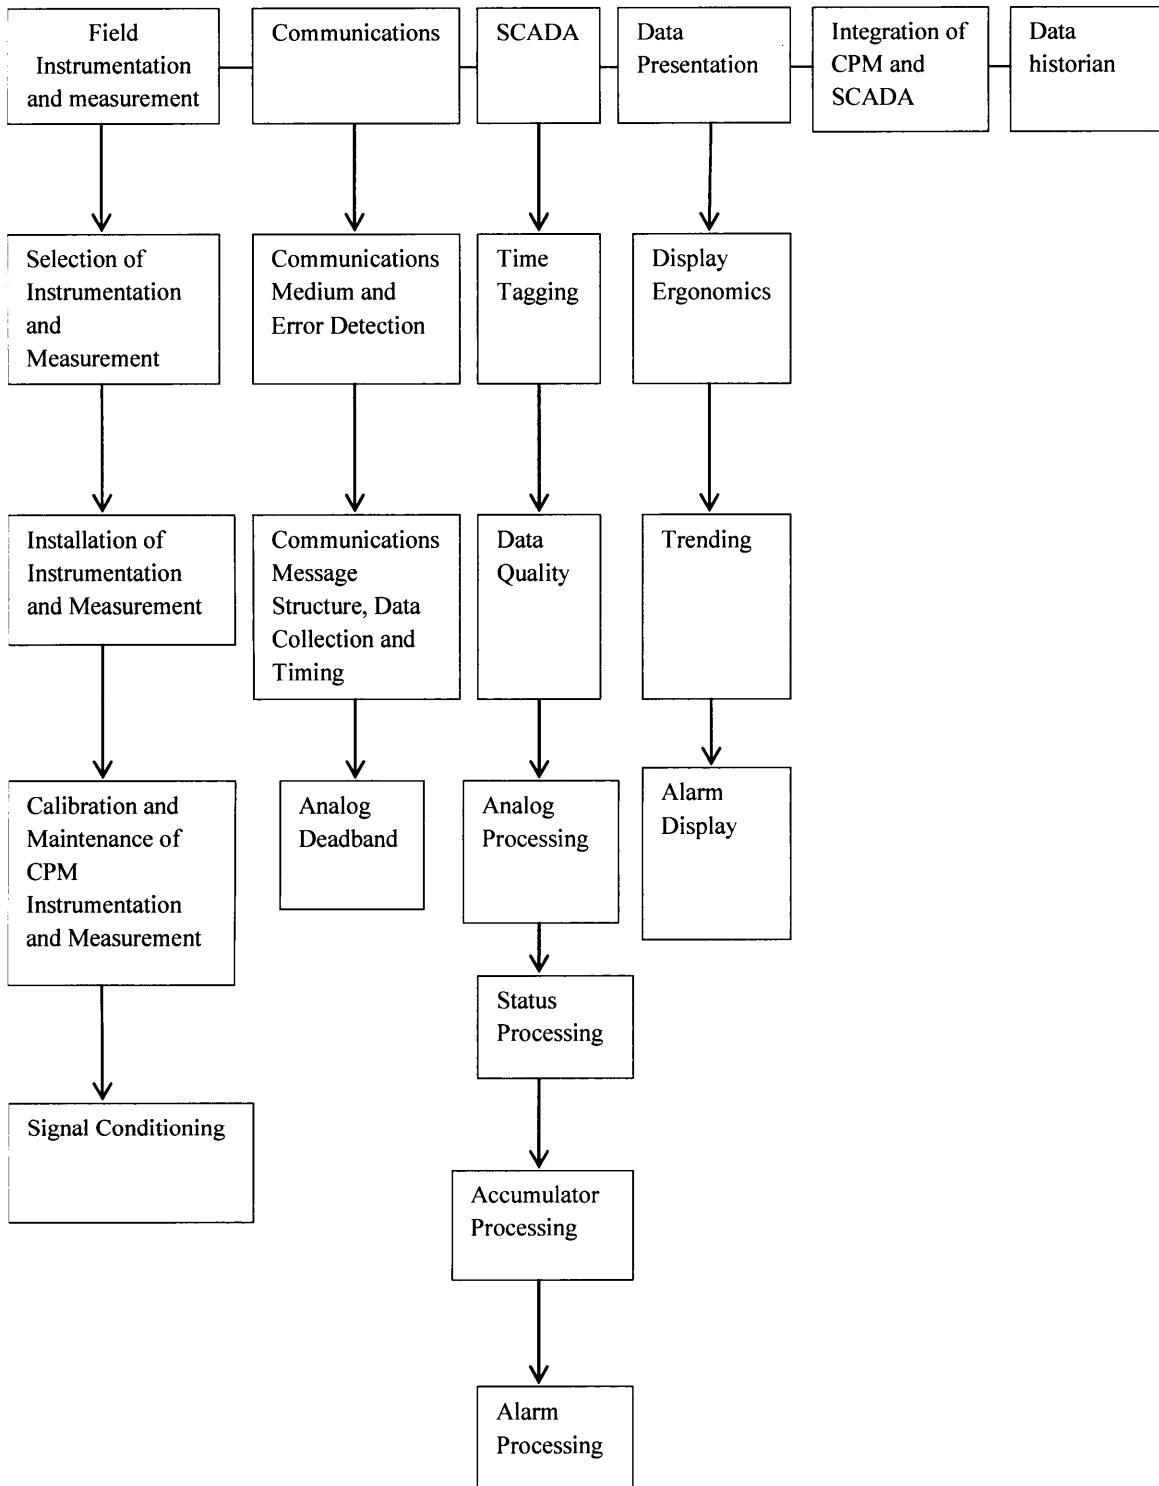 Field
Instrumentation
and measurement
Communications
SCADA
Data
Presentation
Integration of
CPM and
SCADA
Data
historian
Selection of
Instrumentation
and
Measurement
Communications
Medium and
Error Detection
Time
Tagging
Display
Ergonomics
Installation of
Instrumentation
and Measurement
Communications
Message
Structure, Data
Collection and
Timing
Data
Quality
Trending
Calibration and
Maintenance of
CPM
Instrumentation
and Measurement
Analog
Deadband
Analog
Processing
Alarm
Display
Status
Processing
Signal Conditioning
Accumulator
Processing
Alarm
Processing